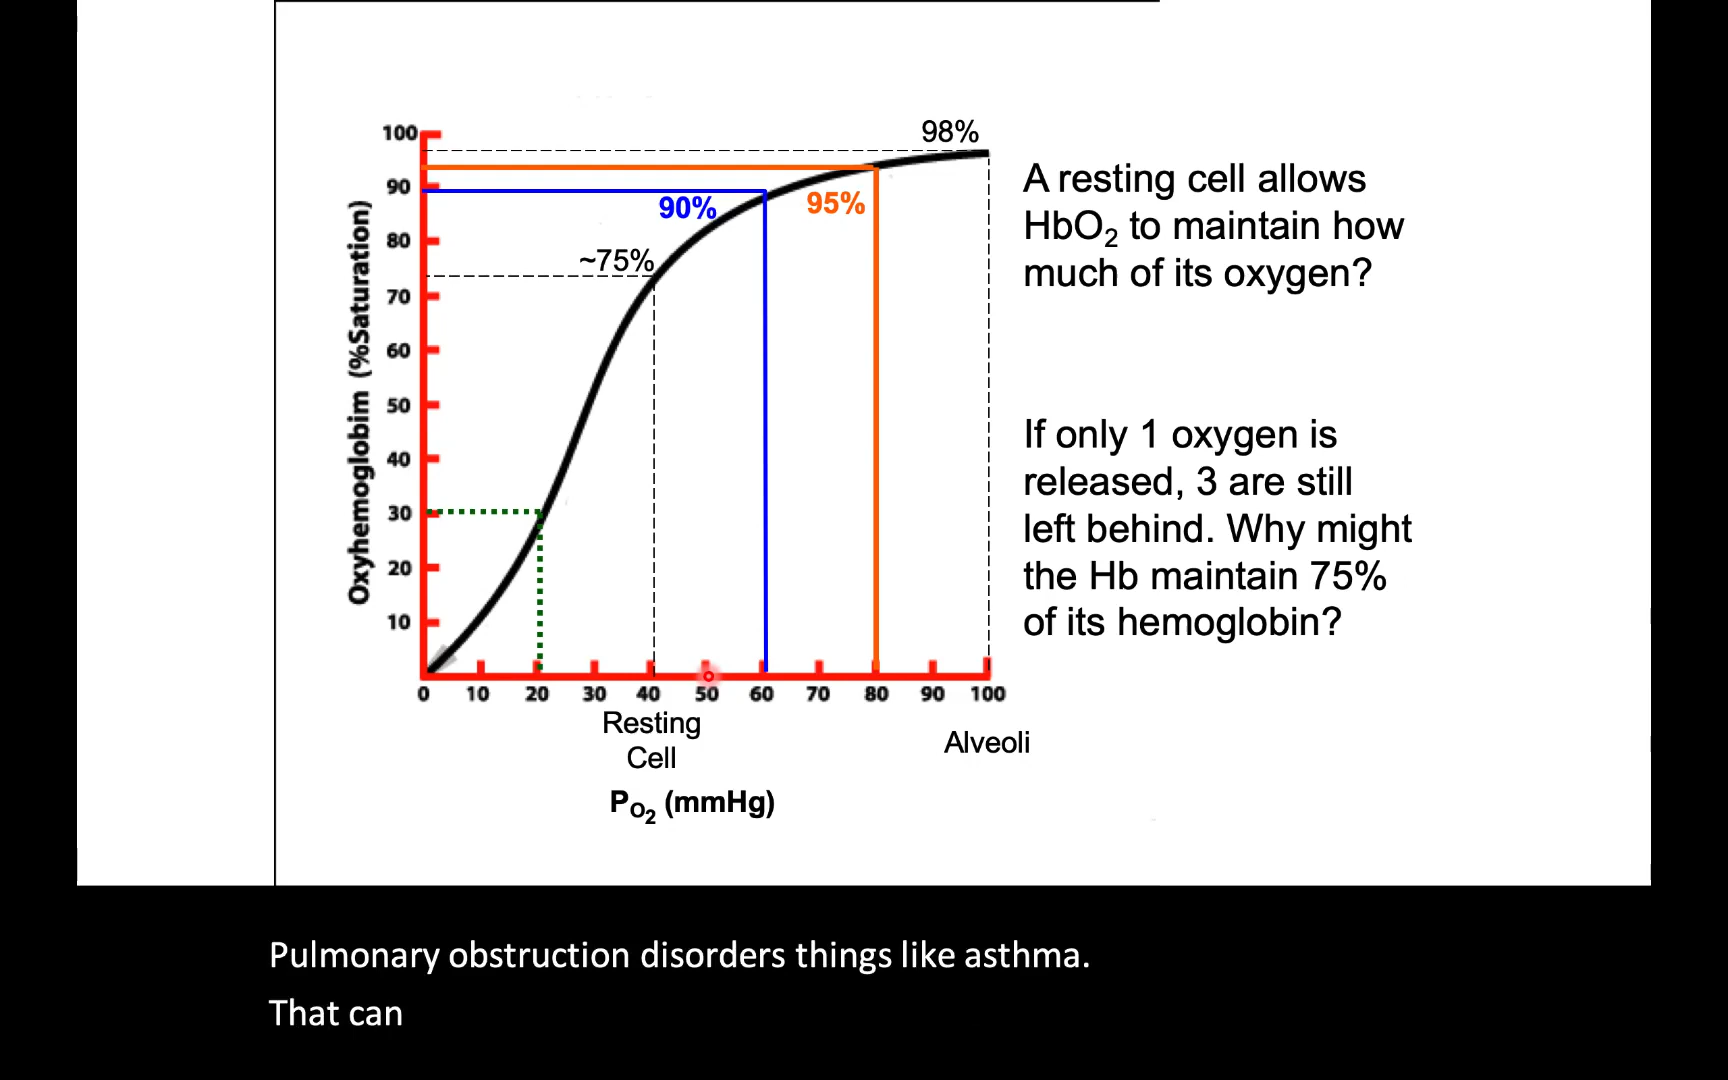 98%
100
90
80
70
60
50
40
30
20
10
90%
95%
~75%
Oxyhemoglobim (%Saturation)
0 10 20 30 40 50 60 70 80 90 100
Resting
Cell
Alveoli
PO2 (mmHg)
A resting cell allows
HbO2 to maintain how
much of its oxygen?
If only 1 oxygen is
released, 3 are still
left behind. Why might
the Hb maintain 75%
of its hemoglobin?
Pulmonary obstruction disorders things like asthma.
That can